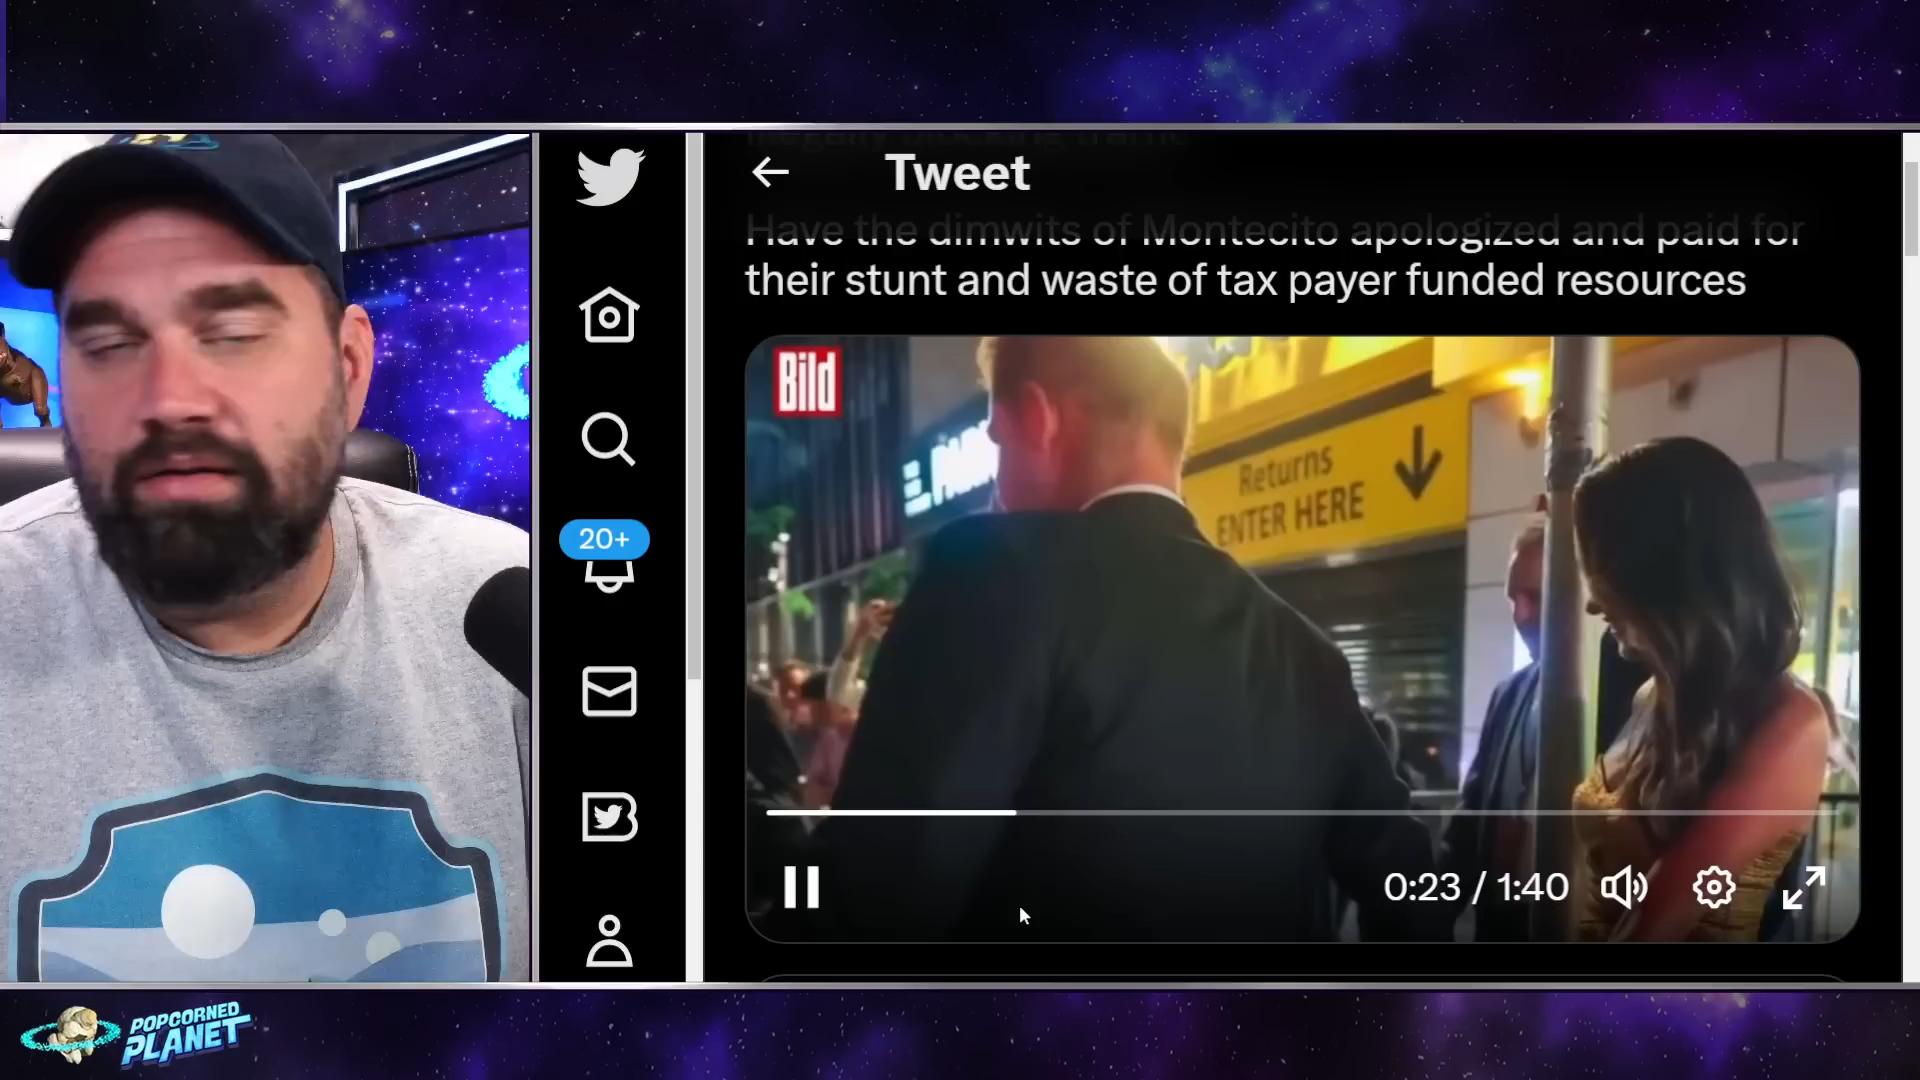 Tweet
Have the dimwits of Montecito apologized and paid for
their stunt and waste of tax payer funded resources
Bild
Returns
ENTER HERE
20+
0:23 / 1:40
POPCORNED
PLANET